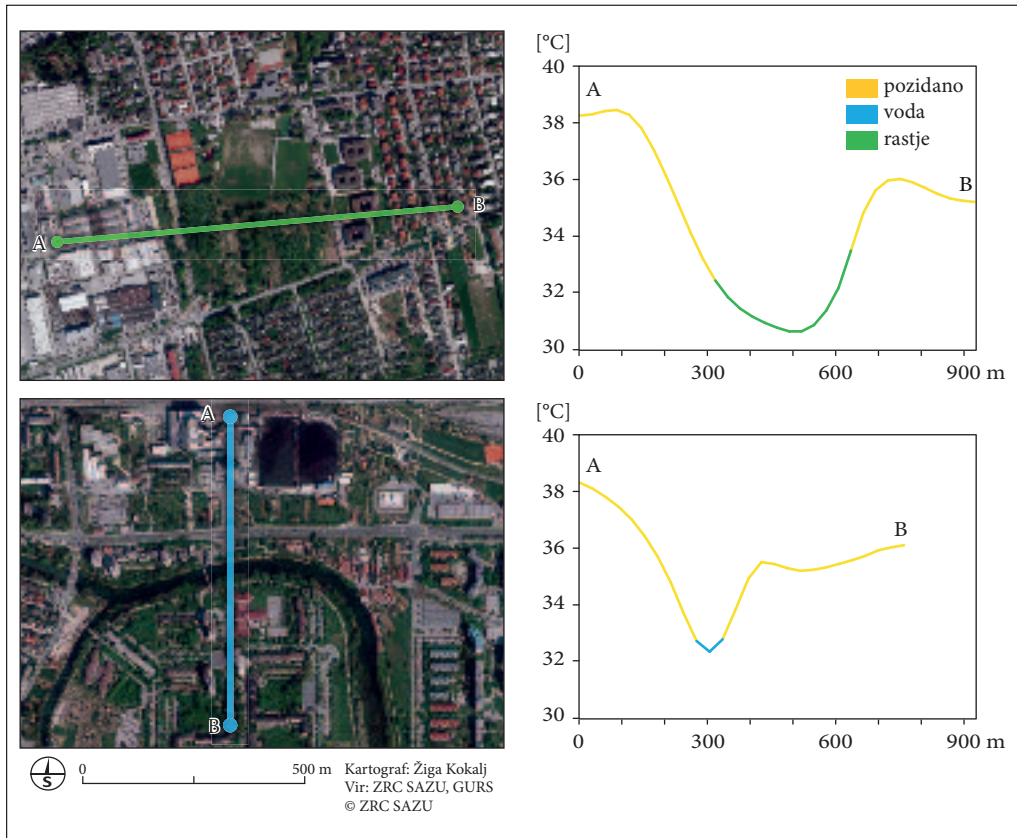 A
B
[°C]
40
38
36
34
32
30
A
B
pozidano
voda
rastje
0
300
600
900 m
A
B
[°C]
40
38
36
34
32
30
A
B
0
300
600
900 m
S
0
500 m
Kartograf: Žiga Kokalj
Vir: ZRC SAZU, GURS
© ZRC SAZU